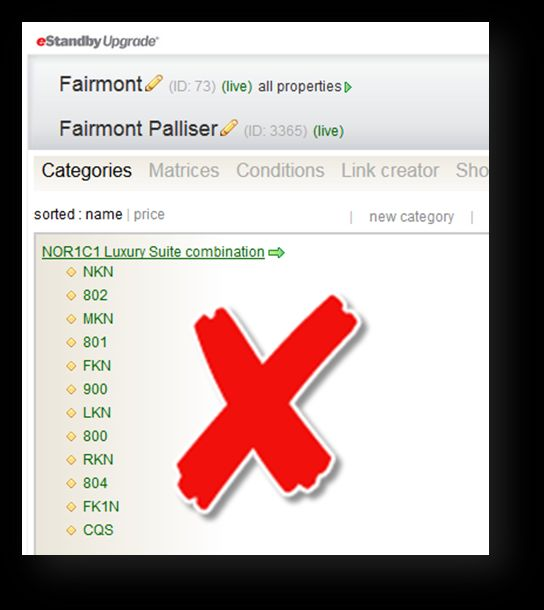 eStandby Upgrade®
Fairmont (ID: 73) (live) all properties
Fairmont Palliser (ID: 3365) (live)
Categories Matrices Conditions Link creator Sho
sorted : name | price | new category |
NOR1C1 Luxury Suite combination
NKN
802
MKN
801
FKN
900
LKN
800
RKN
804
FK1N
CQS